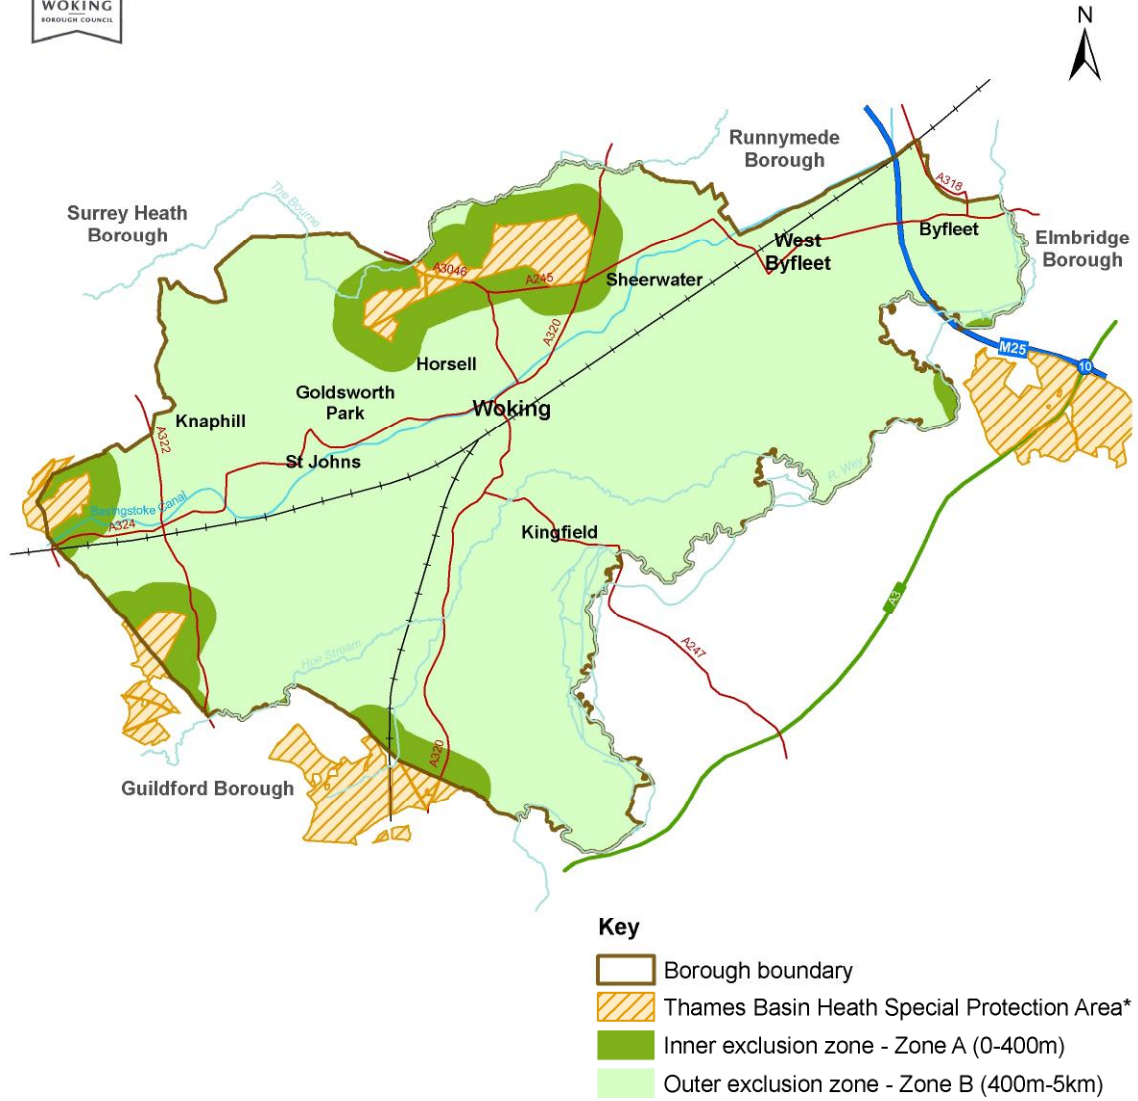 WOKING
BOROUGH COUNCIL
N
Runnymede
Borough
A318
The Bourne
Surrey Heath
Borough
Byfleet
West
Byfleet
Elmbridge
Borough
A3046
A245
Sheerwater
A320
M25
10
Horsell
Goldsworth
Park
Woking
Knaphill
A322
St Johns
R. Wey
Basingstoke Canal
A324
Kingfield
A3
A247
Hoe Stream
A320
Guildford Borough
Key
Borough boundary
Thames Basin Heath Special Protection Area*
Inner exclusion zone - Zone A (0-400m)
Outer exclusion zone - Zone B (400m-5km)